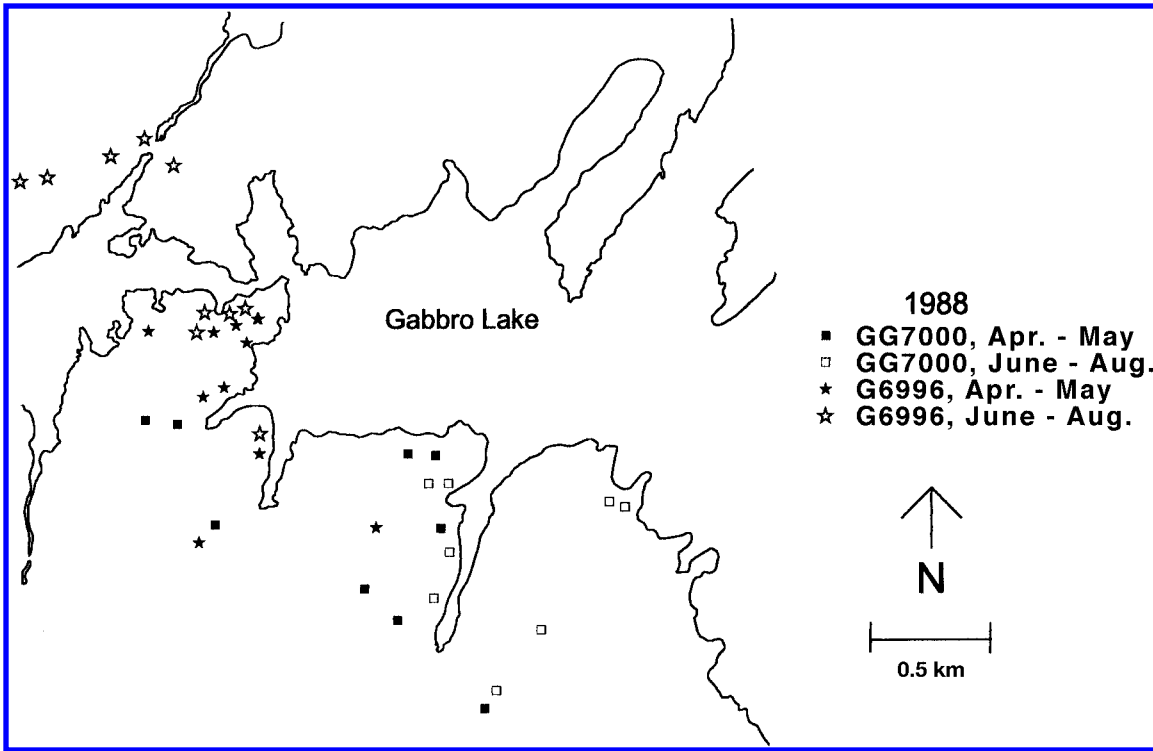 Gabbro Lake
1988
GG7000, Apr. - May
GG7000, June - Aug.
G6996, Apr. - May
G6996, June - Aug.
N
0.5 km